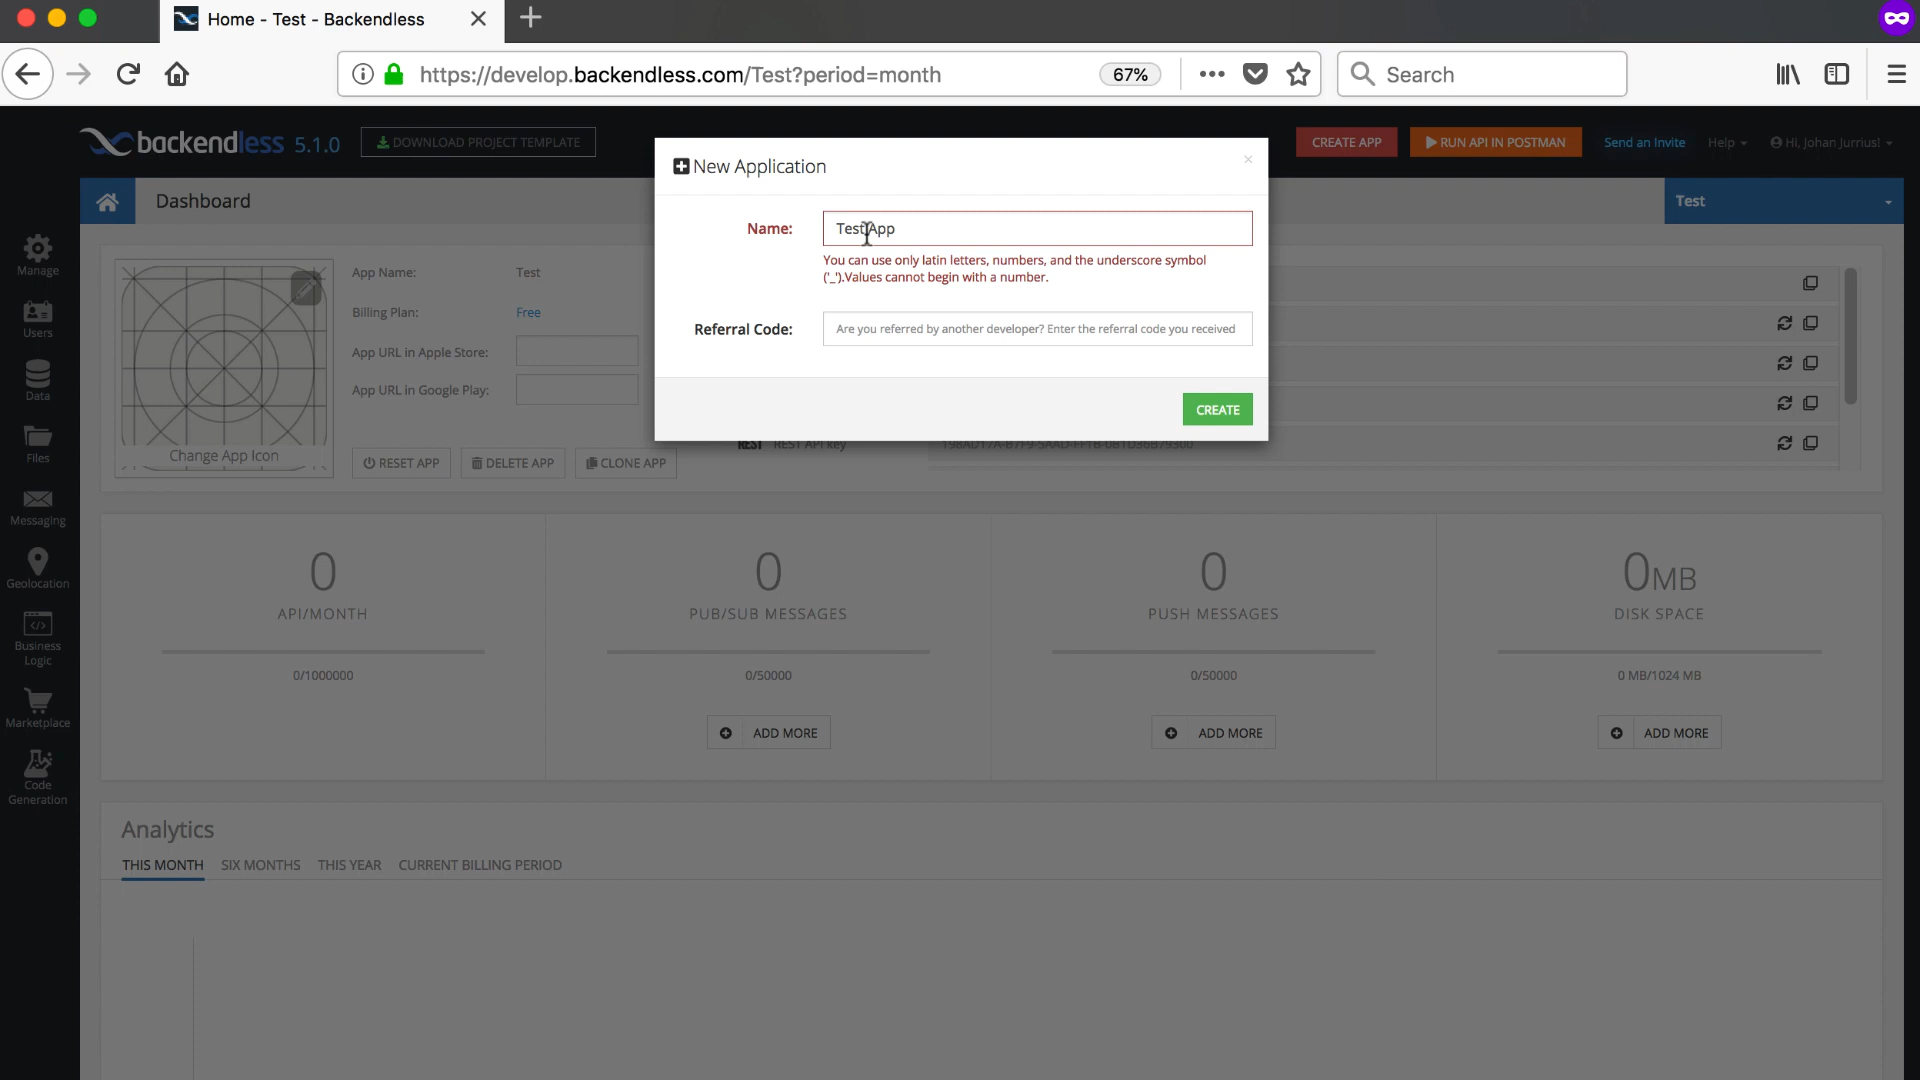 Home - Test - Backendless
https://develop.backendless.com/Test?period=month
67%
Search
backendless 5.1.0
DOWNLOAD PROJECT TEMPLATE
CREATE APP
RUN API IN POSTMAN
Send an Invite
Help
Hi, Johan Jurrius!
New Application
×
Dashboard
Test
Name:
Test App
You can use only latin letters, numbers, and the underscore symbol
('_').Values cannot begin with a number.
Referral Code:
Are you referred by another developer? Enter the referral code you received
CREATE
Manage
Users
Data
Files
Messaging
Geolocation
Business
Logic
Marketplace
Code
Generation
Change App Icon
App Name:
Test
Billing Plan:
Free
App URL in Apple Store:
App URL in Google Play:
RESET APP
DELETE APP
CLONE APP
REST REST API key
0
API/MONTH
0/1000000
0
PUB/SUB MESSAGES
0/50000
ADD MORE
0
PUSH MESSAGES
0/50000
ADD MORE
0MB
DISK SPACE
0 MB/1024 MB
ADD MORE
Analytics
THIS MONTH SIX MONTHS THIS YEAR CURRENT BILLING PERIOD